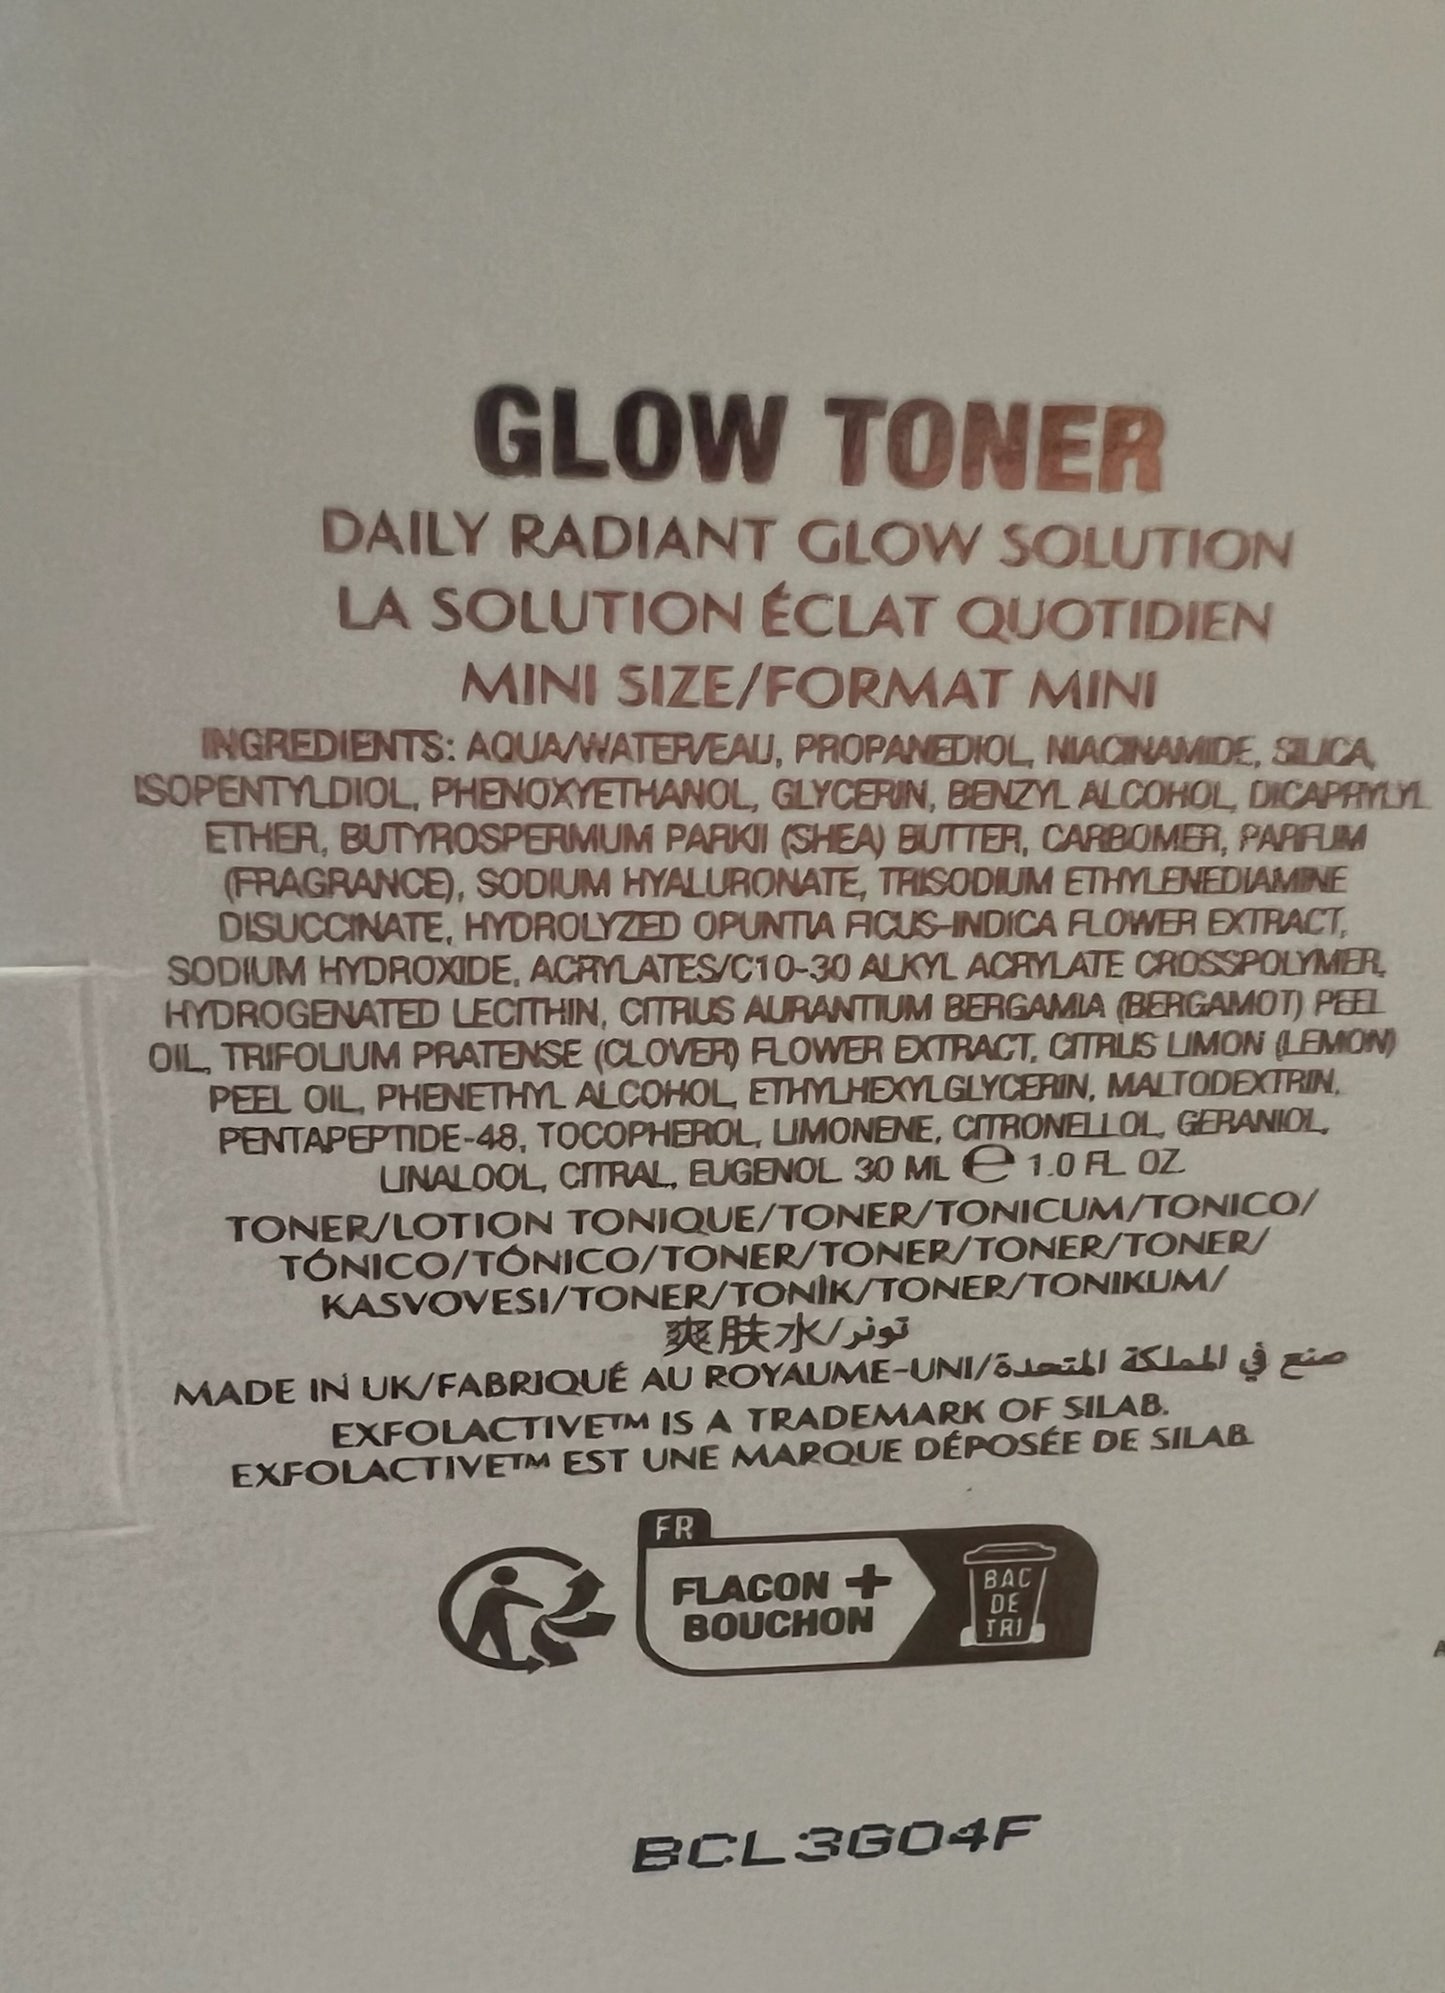 GLOW TONER
DAILY RADIANT GLOW SOLUTION
LA SOLUTION ÉCLAT QUOTIDIEN
MINI SIZE/FORMAT MINI
INGREDIENTS: AQUA/WATER/EAU, PROPANEDIOL, NIACINAMIDE, SILICA,
ISOPENTYLDIOL, PHENOXYETHANOL, GLYCERIN, BENZYL ALCOHOL, DICAPRYLYL
ETHER, BUTYROSPERMUM PARKII (SHEA) BUTTER, CARBOMER, PARFUM
(FRAGRANCE), SODIUM HYALURONATE, TRISODIUM ETHYLENEDIAMINE
DISUCCINATE, HYDROLYZED OPUNTIA FICUS-INDICA FLOWER EXTRACT,
SODIUM HYDROXIDE, ACRYLATES/C10-30 ALKYL ACRYLATE CROSSPOLYMER,
HYDROGENATED LECITHIN, CITRUS AURANTIUM BERGAMIA (BERGAMOT) PEEL
OIL, TRIFOLIUM PRATENSE (CLOVER) FLOWER EXTRACT, CITRUS LIMON (LEMON)
PEEL OIL, PHENETHYL ALCOHOL, ETHYLHEXYLGLYCERIN, MALTODEXTRIN,
PENTAPEPTIDE-48, TOCOPHEROL, LIMONENE, CITRONELLOL, GERANIOL,
LINALOOL, CITRAL, EUGENOL. 30 ML ℮ 1.0 FL. OZ.
TONER/LOTION TONIQUE/TONER/TONICUM/TONICO/
TÓNICO/TÓNICO/TONER/TONER/TONER/TONER/
KASVOVESI/TONER/TONİK/TONER/TONIKUM/
爽肤水/تونر
MADE IN UK/FABRIQUÉ AU ROYAUME-UNI/صنع في المملكة المتحدة
EXFOLACTIVE™ IS A TRADEMARK OF SILAB.
EXFOLACTIVE™ EST UNE MARQUE DÉPOSÉE DE SILAB.
FR
FLACON +
BOUCHON
BAC
DE
TRI
BCL3G04F